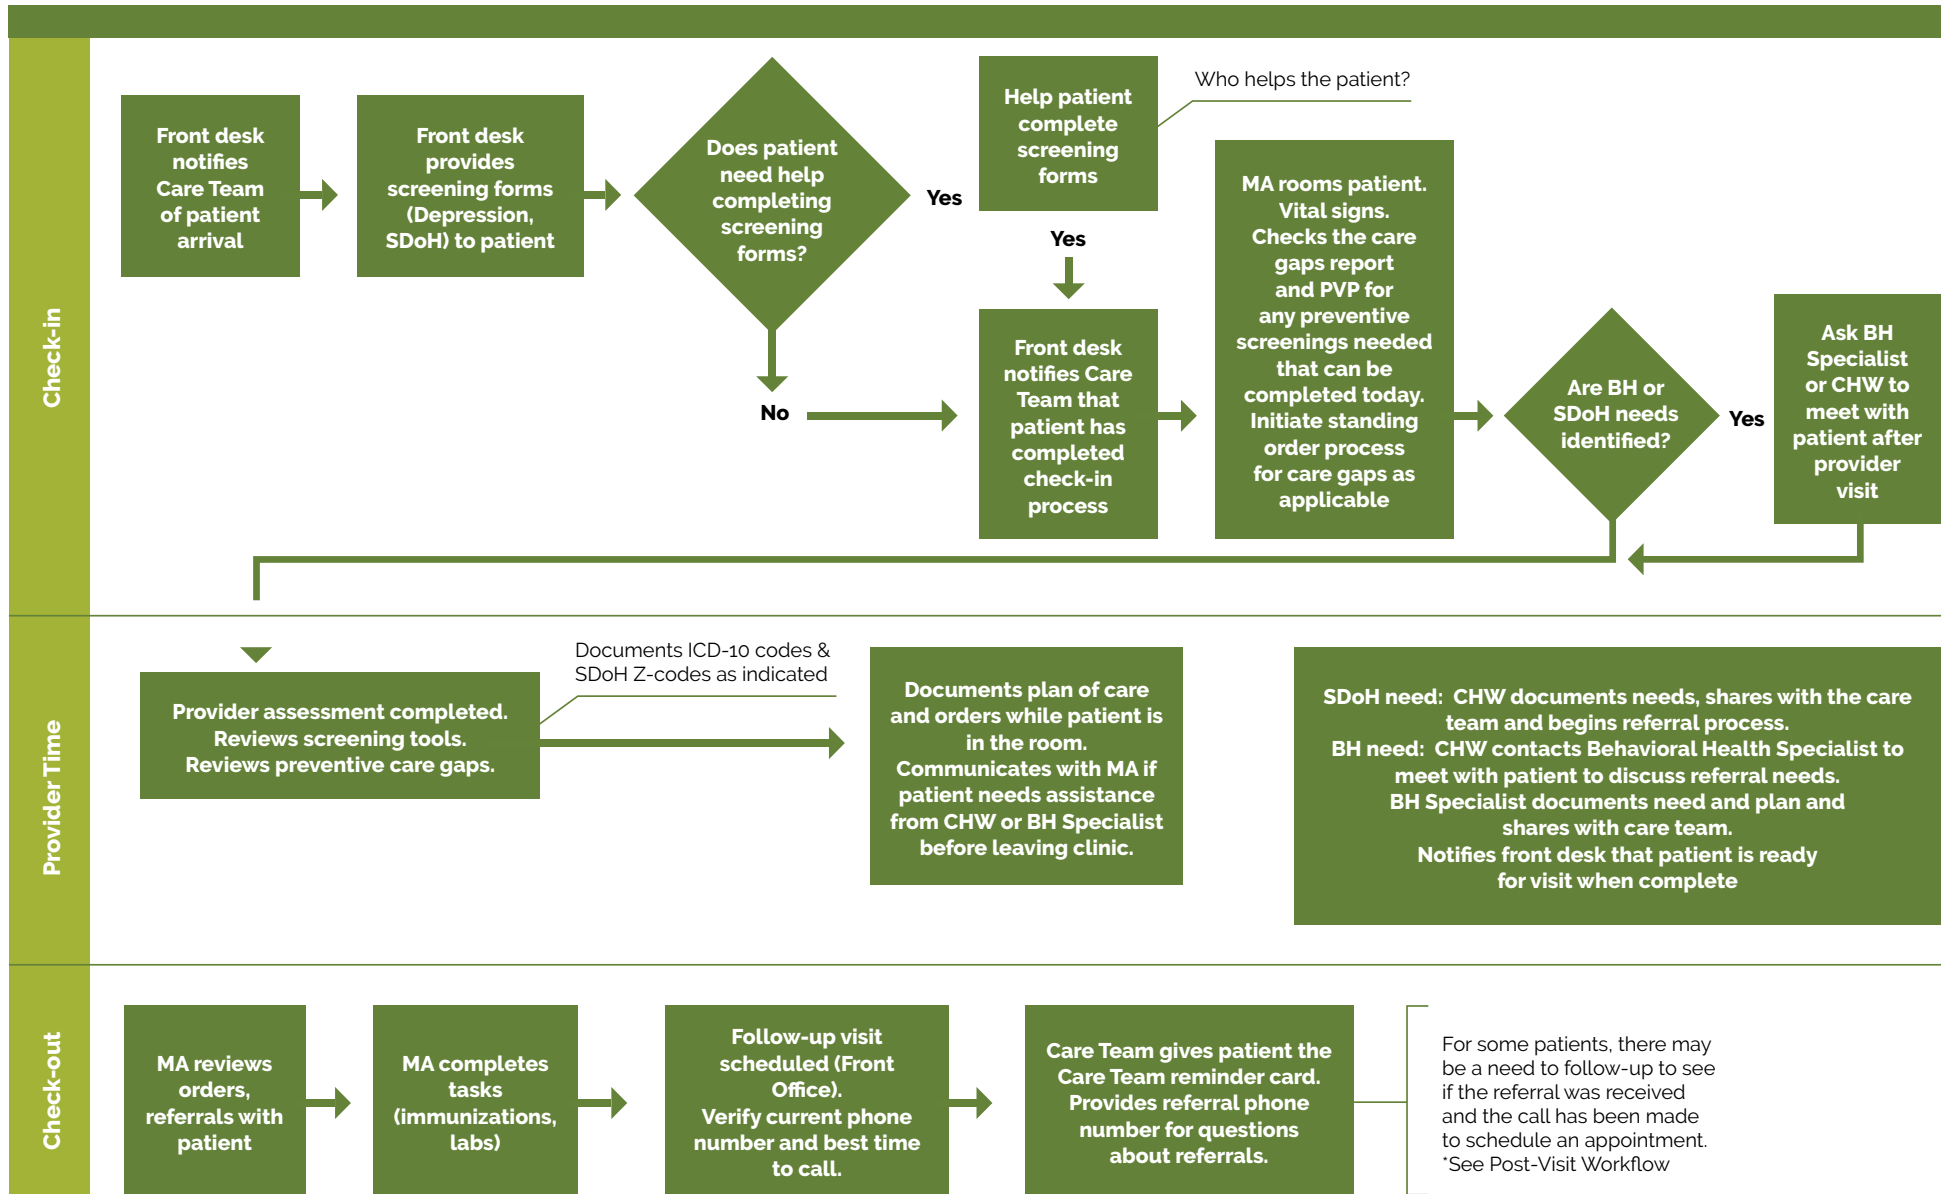 Check-in
Front desk
notifies
Care Team
of patient
arrival
Front desk
provides
screening forms
(Depression,
SDoH) to patient
Does patient
need help
completing
screening
forms?
Yes
No
Help patient
complete
screening
forms
Who helps the patient?
Yes
Front desk
notifies Care
Team that
patient has
completed
check-in
process
MA rooms patient.
Vital signs.
Checks the care
gaps report
and PVP for
any preventive
screenings needed
that can be
completed today.
Initiate standing
order process
for care gaps as
applicable
Are BH or
SDoH needs
identified?
Yes
Ask BH
Specialist
or CHW to
meet with
patient after
provider
visit
Provider Time
Provider assessment completed.
Reviews screening tools.
Reviews preventive care gaps.
Documents ICD-10 codes &
SDoH Z-codes as indicated
Documents plan of care
and orders while patient is
in the room.
Communicates with MA if
patient needs assistance
from CHW or BH Specialist
before leaving clinic.
SDoH need: CHW documents needs, shares with the care
team and begins referral process.
BH need: CHW contacts Behavioral Health Specialist to
meet with patient to discuss referral needs.
BH Specialist documents need and plan and
shares with care team.
Notifies front desk that patient is ready
for visit when complete
Check-out
MA reviews
orders,
referrals with
patient
MA completes
tasks
(immunizations,
labs)
Follow-up visit
scheduled (Front
Office).
Verify current phone
number and best time
to call.
Care Team gives patient the
Care Team reminder card.
Provides referral phone
number for questions
about referrals.
For some patients, there may
be a need to follow-up to see
if the referral was received
and the call has been made
to schedule an appointment.
*See Post-Visit Workflow